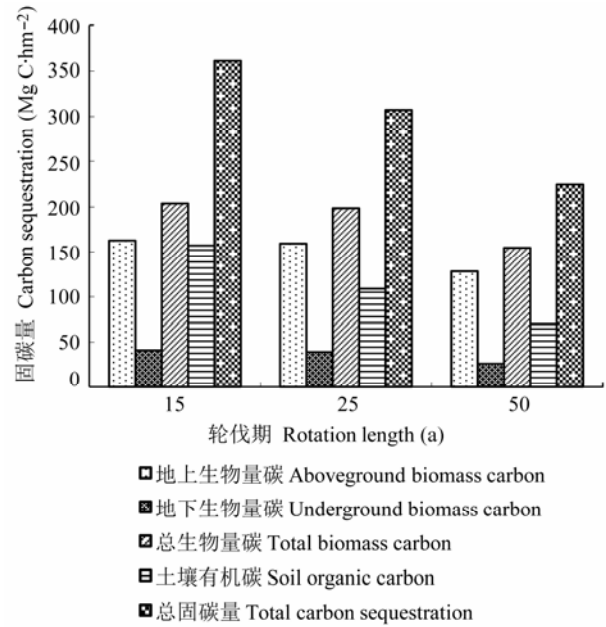 固碳量 Carbon sequestration (Mg C·hm⁻²)
400
350
300
250
200
150
100
50
0
15 25 50
轮伐期 Rotation length (a)
地上生物量碳 Aboveground biomass carbon
地下生物量碳 Underground biomass carbon
总生物量碳 Total biomass carbon
土壤有机碳 Soil organic carbon
总固碳量 Total carbon sequestration